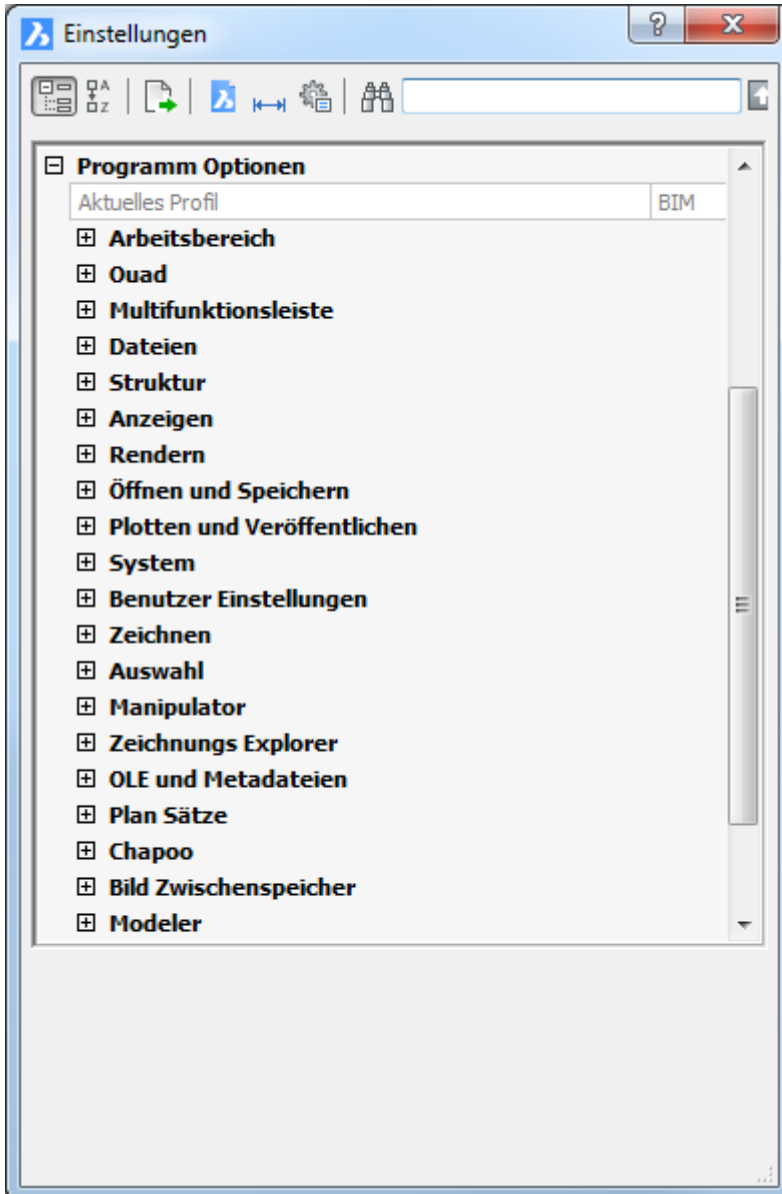 Einstellungen
Programm Optionen
Aktuelles Profil BIM
Arbeitsbereich
Quad
Multifunktionsleiste
Dateien
Struktur
Anzeigen
Rendern
Öffnen und Speichern
Plotten und Veröffentlichen
System
Benutzer Einstellungen
Zeichnen
Auswahl
Manipulator
Zeichnungs Explorer
OLE und Metadateien
Plan Sätze
Chapoo
Bild Zwischenspeicher
Modeler